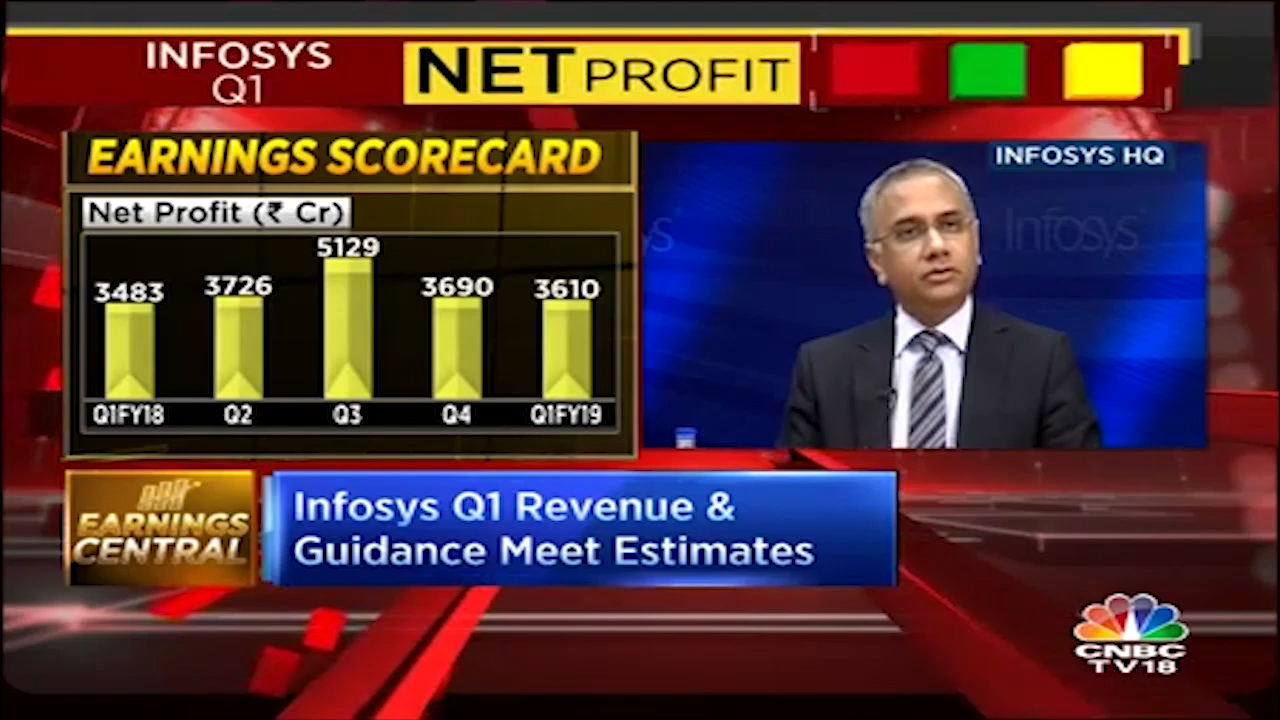 INFOSYS
Q1
NET PROFIT
EARNINGS SCORECARD
INFOSYS HQ
Net Profit (₹ Cr)
5129
3483
3726
3690
3610
Infosys
Q1FY18
Q2
Q3
Q4
Q1FY19
EARNINGS
CENTRAL
Infosys Q1 Revenue &
Guidance Meet Estimates
CNBC
TV18